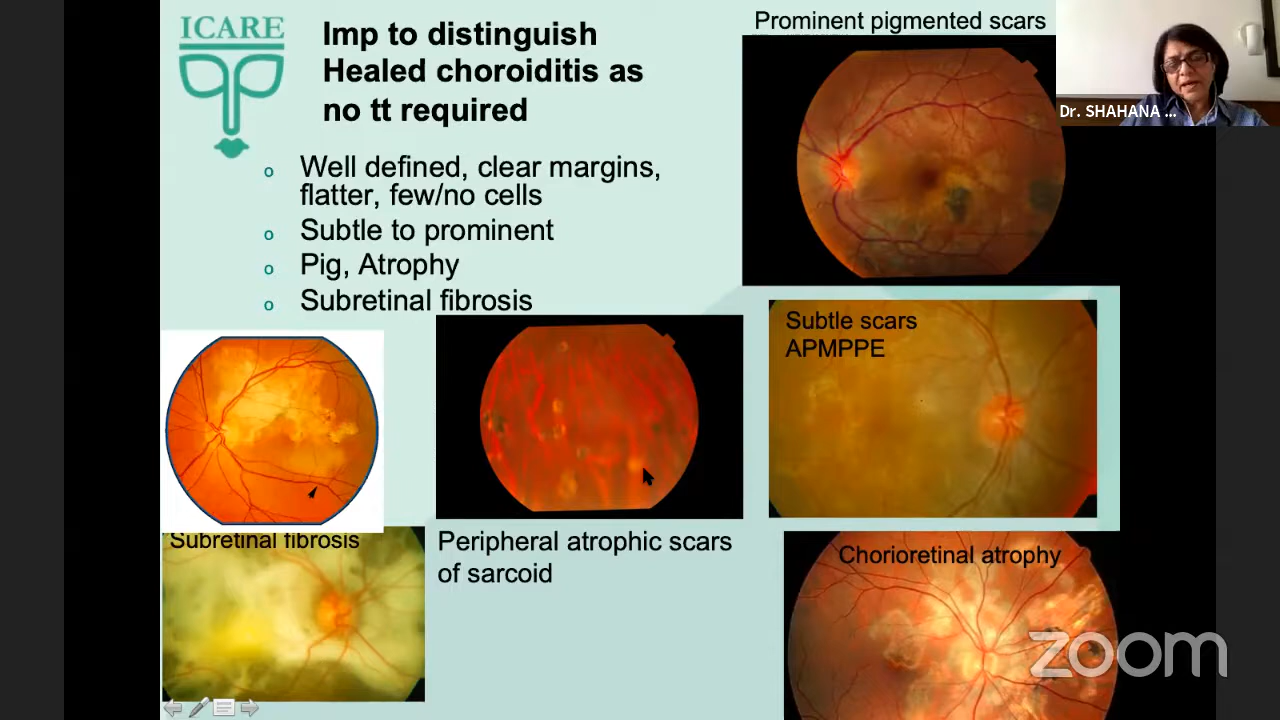 ICARE
Imp to distinguish
Healed choroiditis as
no tt required
o Well defined, clear margins,
flatter, few/no cells
o Subtle to prominent
o Pig, Atrophy
o Subretinal fibrosis
Prominent pigmented scars
Dr. SHAHANA ...
Subtle scars
APMPPE
Subretinal fibrosis
Peripheral atrophic scars
of sarcoid
Chorioretinal atrophy
zoom